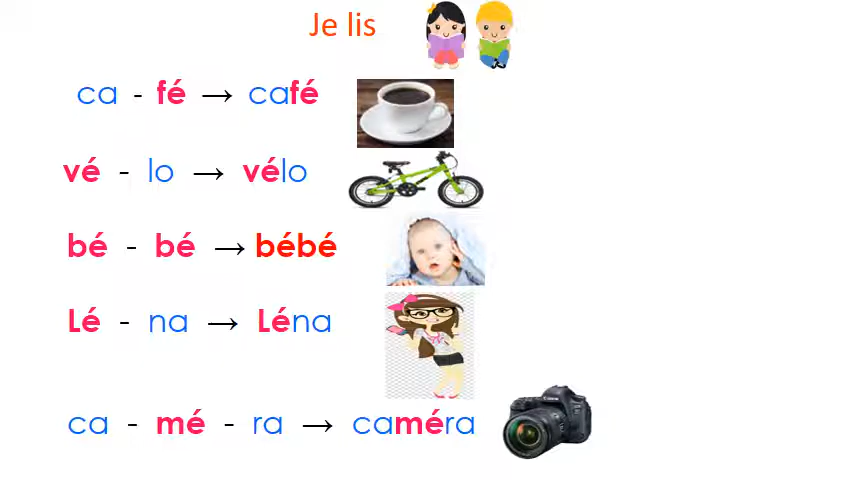 Je lis
ca - fé → café
vé - lo → vélo
bé - bé → bébé
Lé - na → Léna
ca - mé - ra → caméra